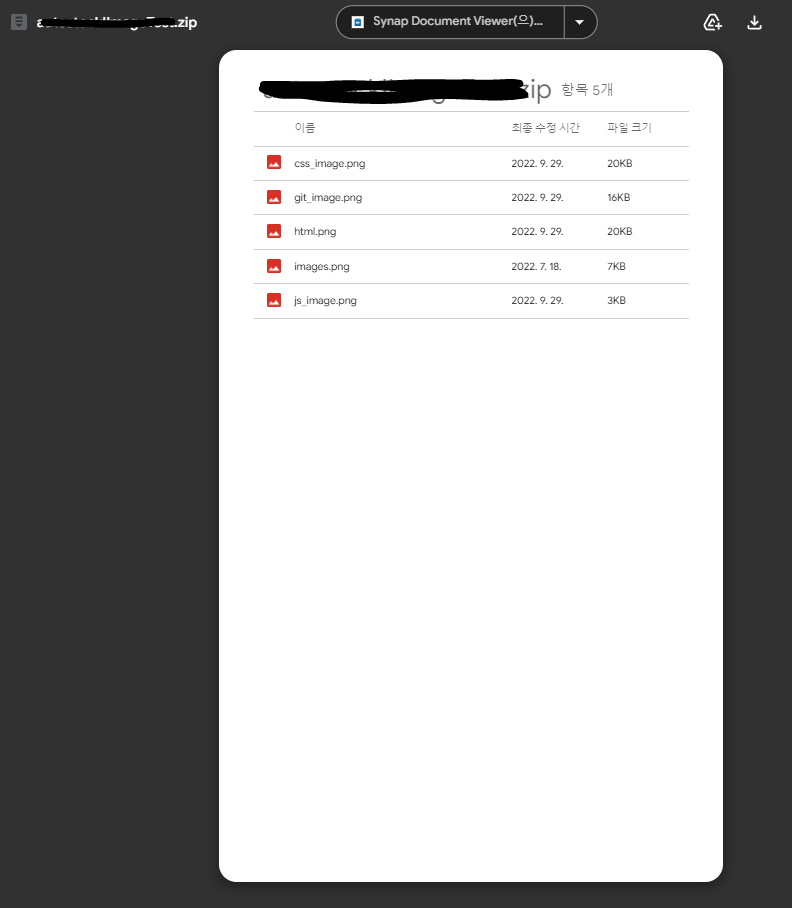 .zip Synap Document Viewer(으)...
zip 항목 5개
이름 최종 수정 시간 파일 크기
css_image.png 2022. 9. 29. 20KB
git_image.png 2022. 9. 29. 16KB
html.png 2022. 9. 29. 20KB
images.png 2022. 7. 18. 7KB
js_image.png 2022. 9. 29. 3KB